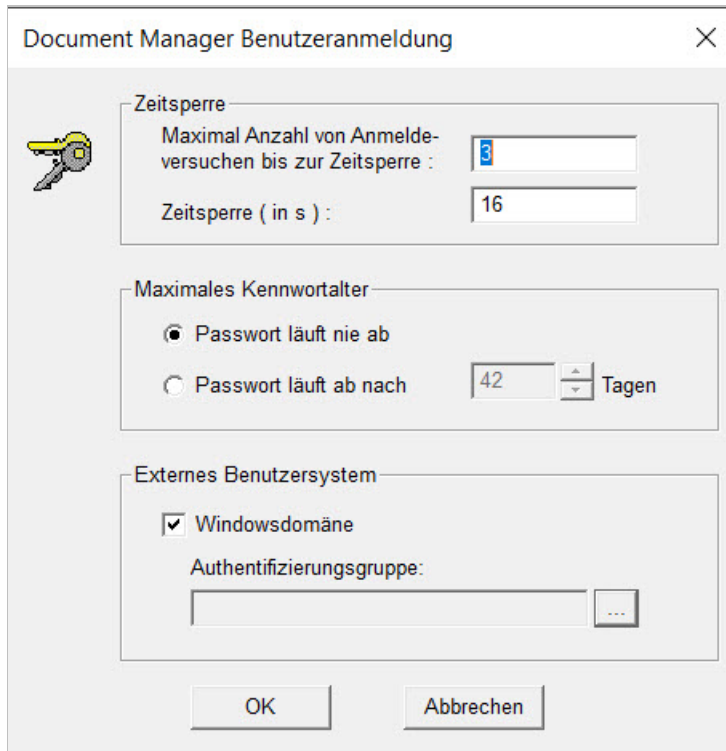 Document Manager Benutzeranmeldung
Zeitsperre
Maximal Anzahl von Anmelde-
versuchen bis zur Zeitsperre :
3
Zeitsperre ( in s ) :
16
Maximales Kennwortalter
Passwort läuft nie ab
Passwort läuft ab nach 42 Tagen
Externes Benutzersystem
Windowsdomäne
Authentifizierungsgruppe:
...
OK Abbrechen